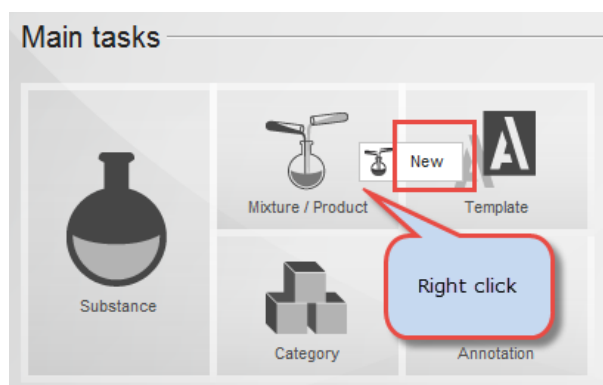 Main tasks
New
Mixture / Product
Template
Right click
Substance
Category
Annotation